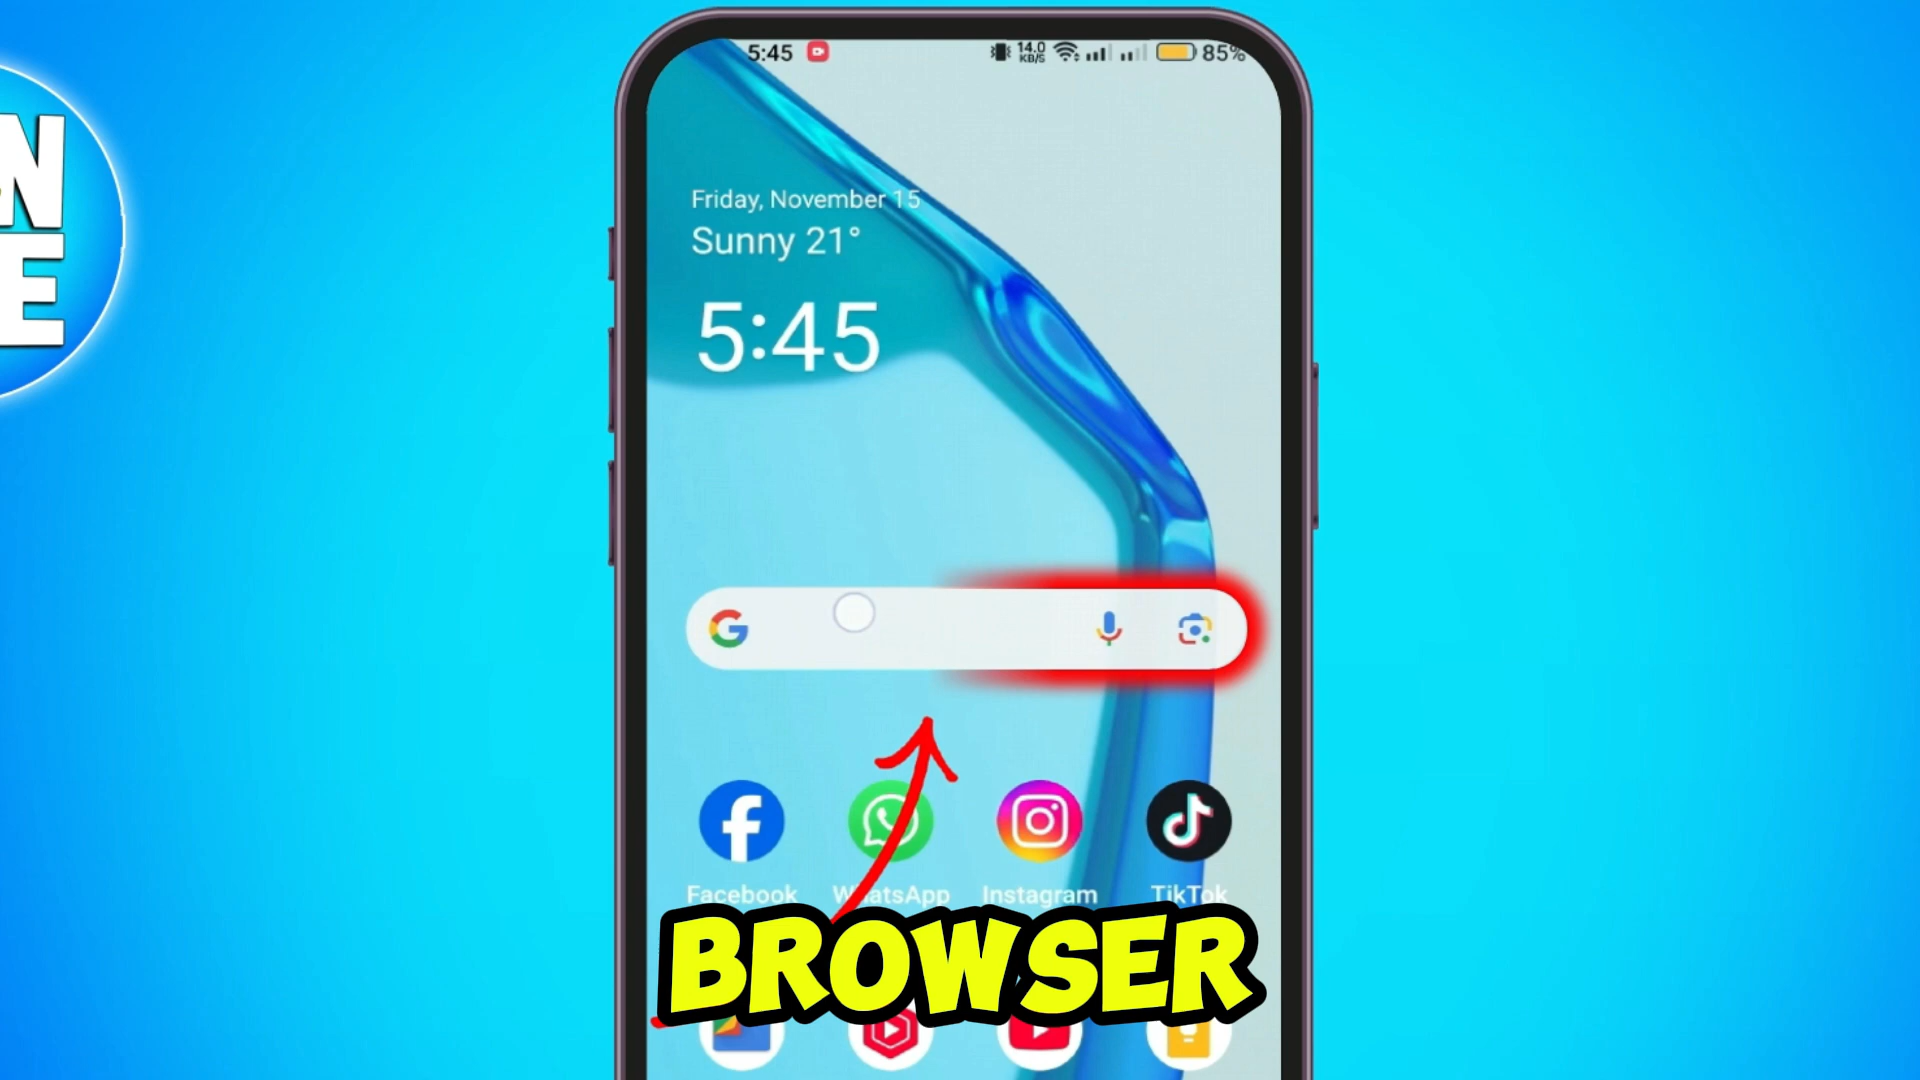 N
E
5:45
14.0
KB/S
85%
Friday, November 15
Sunny 21°
5:45
G
Facebook WhatsApp Instagram TikTok
BROWSER